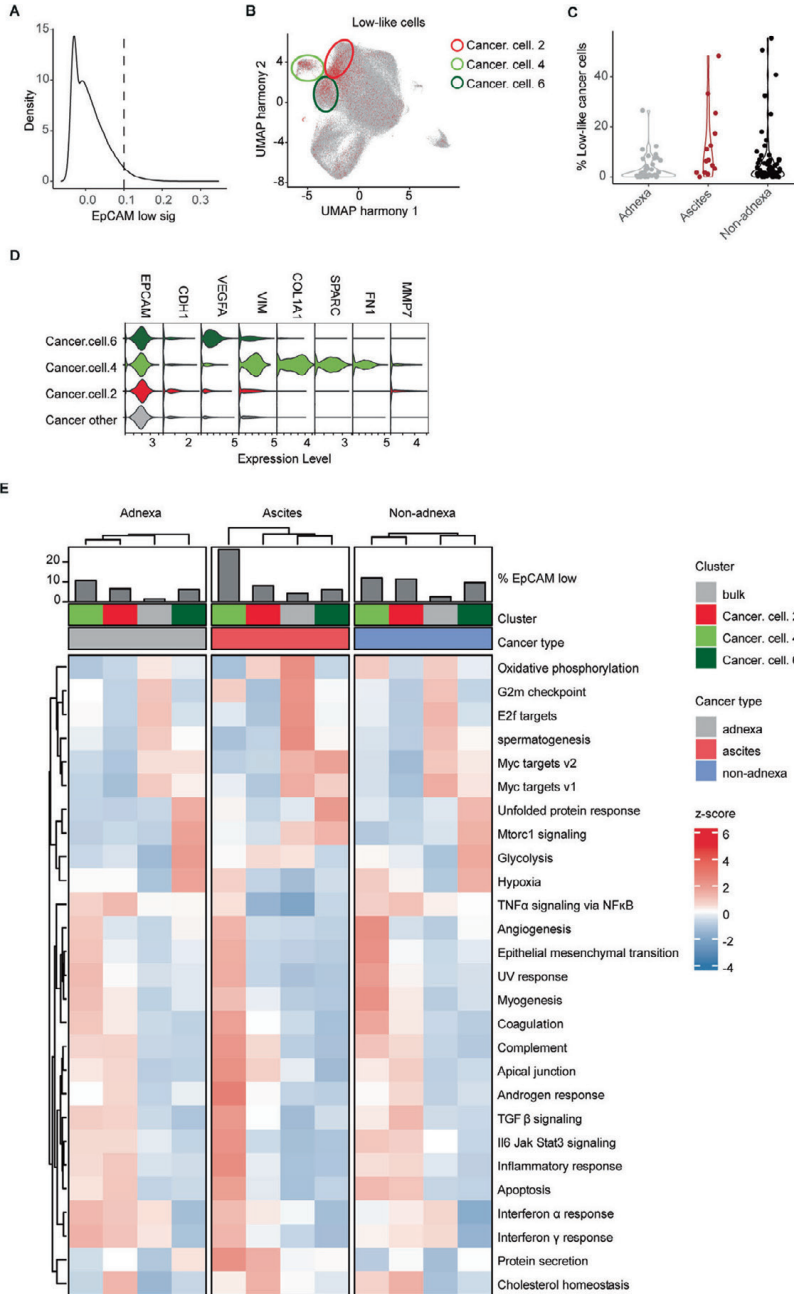 A
15
10
5
0
Density
0.0 0.1 0.2 0.3
EpCAM low sig
B
Low-like cells
8
4
0
-4
-8
UMAP harmony 2
-5 0 5
UMAP harmony 1
Cancer. cell. 2
Cancer. cell. 4
Cancer. cell. 6
C
% Low-like cancer cells
40
20
0
Adnexa
Ascites
Non-adnexa
D
EPCAM CDH1 VEGFA VIM COL1A1 SPARC FN1 MMP7
Cancer.cell.6
Cancer.cell.4
Cancer.cell.2
Cancer other
3 2 5 5 4 3 5 4
Expression Level
E
Adnexa Ascites Non-adnexa
20
10
0
% EpCAM low
Cluster
Cancer type
Oxidative phosphorylation
G2m checkpoint
E2f targets
spermatogenesis
Myc targets v2
Myc targets v1
Unfolded protein response
Mtorc1 signaling
Glycolysis
Hypoxia
TNFα signaling via NFκB
Angiogenesis
Epithelial mesenchymal transition
UV response
Myogenesis
Coagulation
Complement
Apical junction
Androgen response
TGF β signaling
Il6 Jak Stat3 signaling
Inflammatory response
Apoptosis
Interferon α response
Interferon γ response
Protein secretion
Cholesterol homeostasis
Cluster
bulk
Cancer. cell. 2
Cancer. cell. 4
Cancer. cell. 6
Cancer type
adnexa
ascites
non-adnexa
z-score
6
4
2
0
-2
-4